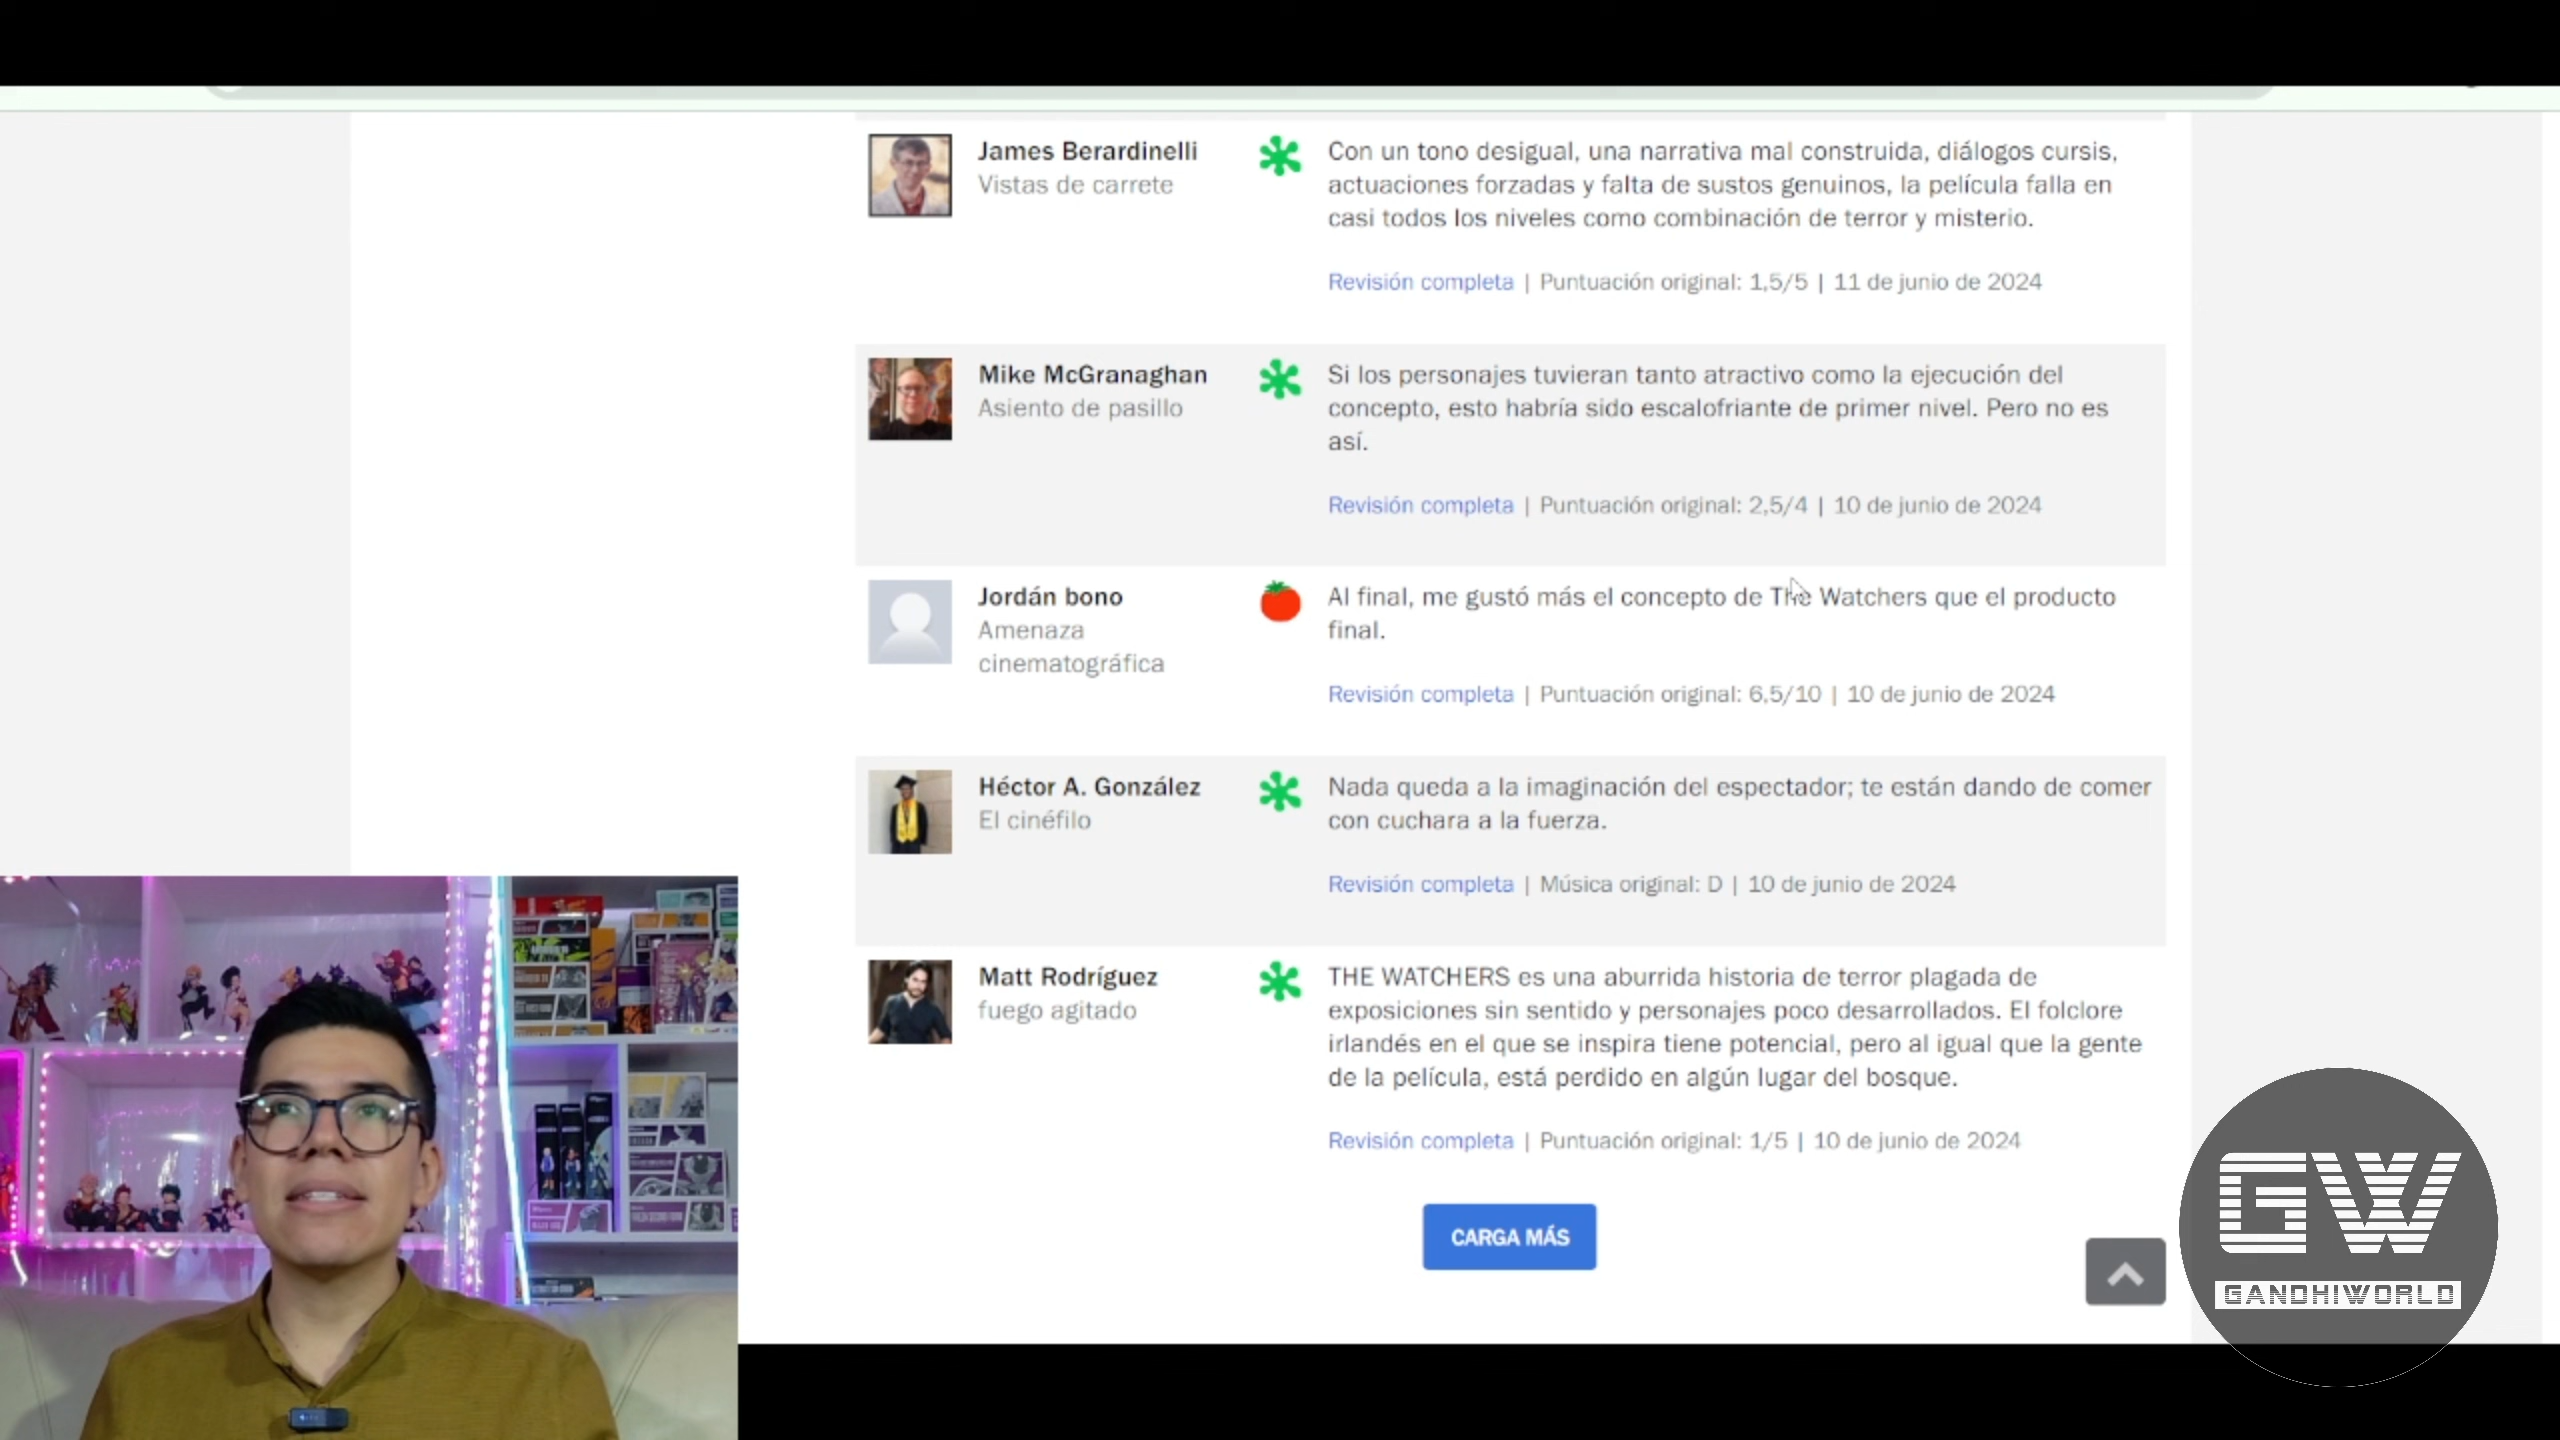 James Berardinelli
Vistas de carrete
Con un tono desigual, una narrativa mal construida, diálogos cursis,
actuaciones forzadas y falta de sustos genuinos, la película falla en
casi todos los niveles como combinación de terror y misterio.
Revisión completa | Puntuación original: 1,5/5 | 11 de junio de 2024
Mike McGranaghan
Asiento de pasillo
Si los personajes tuvieran tanto atractivo como la ejecución del
concepto, esto habría sido escalofriante de primer nivel. Pero no es
así.
Revisión completa | Puntuación original: 2,5/4 | 10 de junio de 2024
Jordán bono
Amenaza
cinematográfica
Al final, me gustó más el concepto de The Watchers que el producto
final.
Revisión completa | Puntuación original: 6,5/10 | 10 de junio de 2024
Héctor A. González
El cinéfilo
Nada queda a la imaginación del espectador; te están dando de comer
con cuchara a la fuerza.
Revisión completa | Música original: D | 10 de junio de 2024
Matt Rodríguez
fuego agitado
THE WATCHERS es una aburrida historia de terror plagada de
exposiciones sin sentido y personajes poco desarrollados. El folclore
irlandés en el que se inspira tiene potencial, pero al igual que la gente
de la película, está perdido en algún lugar del bosque.
Revisión completa | Puntuación original: 1/5 | 10 de junio de 2024
CARGA MÁS
GW
GANDHIWORLD